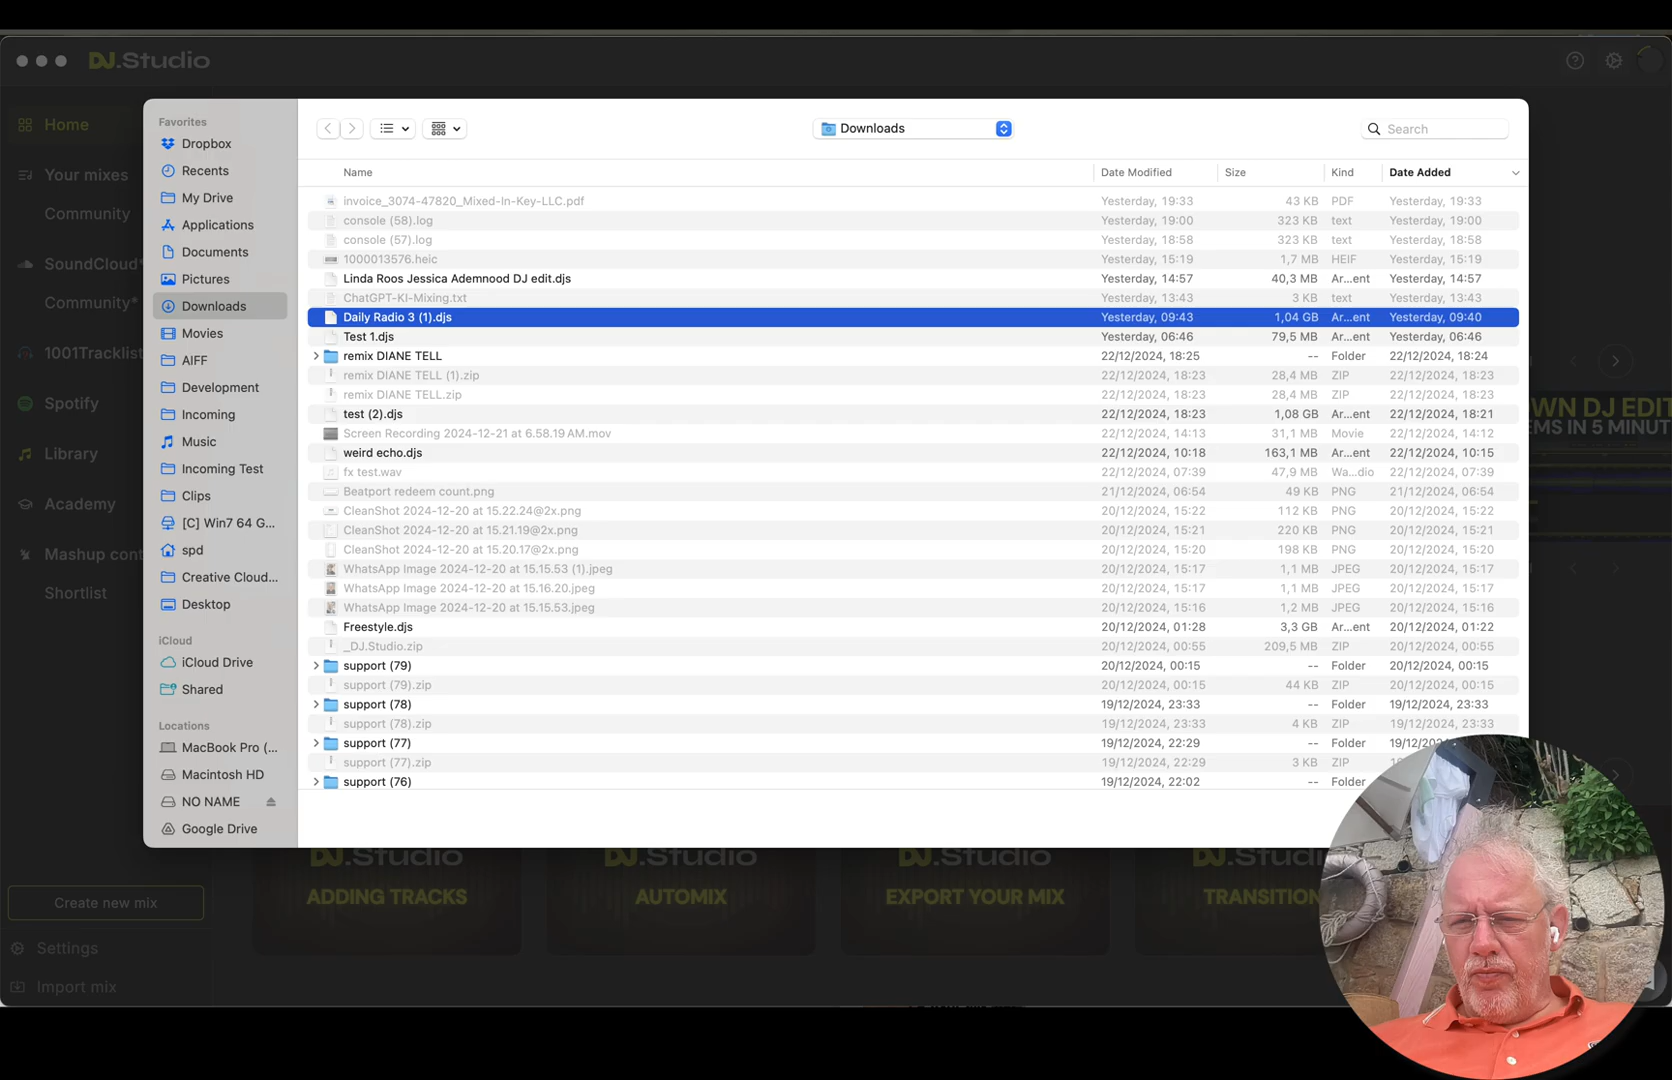 DJ.Studio
Home
Your mixes
Community
SoundCloud*
Community*
1001Tracklist
Spotify
Library
Academy
Mashup cont
Shortlist
Create new mix
Settings
Import mix
Favorites
Dropbox
Recents
My Drive
Applications
Documents
Pictures
Downloads
Movies
AIFF
Development
Incoming
Music
Incoming Test
Clips
[C] Win7 64 G...
spd
Creative Cloud...
Desktop
iCloud
iCloud Drive
Shared
Locations
MacBook Pro (...
Macintosh HD
NO NAME
Google Drive
Downloads
Search
Name Date Modified Size Kind Date Added
invoice_3074-47820_Mixed-In-Key-LLC.pdf Yesterday, 19:33 43 KB PDF Yesterday, 19:33
console (58).log Yesterday, 19:00 323 KB text Yesterday, 19:00
console (57).log Yesterday, 18:58 323 KB text Yesterday, 18:58
1000013576.heic Yesterday, 15:19 1,7 MB HEIF Yesterday, 15:19
Linda Roos Jessica Ademnood DJ edit.djs Yesterday, 14:57 40,3 MB Ar...ent Yesterday, 14:57
ChatGPT-KI-Mixing.txt Yesterday, 13:43 3 KB text Yesterday, 13:43
Daily Radio 3 (1).djs Yesterday, 09:43 1,04 GB Ar...ent Yesterday, 09:40
Test 1.djs Yesterday, 06:46 79,5 MB Ar...ent Yesterday, 06:46
remix DIANE TELL 22/12/2024, 18:25 -- Folder 22/12/2024, 18:24
remix DIANE TELL (1).zip 22/12/2024, 18:23 28,4 MB ZIP 22/12/2024, 18:23
remix DIANE TELL.zip 22/12/2024, 18:23 28,4 MB ZIP 22/12/2024, 18:23
test (2).djs 22/12/2024, 18:23 1,08 GB Ar...ent 22/12/2024, 18:21
Screen Recording 2024-12-21 at 6.58.19 AM.mov 22/12/2024, 14:13 31,1 MB Movie 22/12/2024, 14:12
weird echo.djs 22/12/2024, 10:18 163,1 MB Ar...ent 22/12/2024, 10:15
fx test.wav 22/12/2024, 07:39 47,9 MB Wa...dio 22/12/2024, 07:39
Beatport redeem count.png 21/12/2024, 06:54 49 KB PNG 21/12/2024, 06:54
CleanShot 2024-12-20 at 15.22.24@2x.png 20/12/2024, 15:22 112 KB PNG 20/12/2024, 15:22
CleanShot 2024-12-20 at 15.21.19@2x.png 20/12/2024, 15:21 220 KB PNG 20/12/2024, 15:21
CleanShot 2024-12-20 at 15.20.17@2x.png 20/12/2024, 15:20 198 KB PNG 20/12/2024, 15:20
WhatsApp Image 2024-12-20 at 15.15.53 (1).jpeg 20/12/2024, 15:17 1,1 MB JPEG 20/12/2024, 15:17
WhatsApp Image 2024-12-20 at 15.16.20.jpeg 20/12/2024, 15:17 1,1 MB JPEG 20/12/2024, 15:17
WhatsApp Image 2024-12-20 at 15.15.53.jpeg 20/12/2024, 15:16 1,2 MB JPEG 20/12/2024, 15:16
Freestyle.djs 20/12/2024, 01:28 3,3 GB Ar...ent 20/12/2024, 01:22
_DJ.Studio.zip 20/12/2024, 00:55 209,5 MB ZIP 20/12/2024, 00:55
support (79) 20/12/2024, 00:15 -- Folder 20/12/2024, 00:15
support (79).zip 20/12/2024, 00:15 44 KB ZIP 20/12/2024, 00:15
support (78) 19/12/2024, 23:33 -- Folder 19/12/2024, 23:33
support (78).zip 19/12/2024, 23:33 4 KB ZIP 19/12/2024, 23:33
support (77) 19/12/2024, 22:29 -- Folder 19/12/202
support (77).zip 19/12/2024, 22:29 3 KB ZIP
support (76) 19/12/2024, 22:02 -- Folder
WN DJ EDIT
EMS IN 5 MINUT
DJ.Studio DJ.Studio DJ.Studio DJ.Studio
ADDING TRACKS AUTOMIX EXPORT YOUR MIX TRANSITION